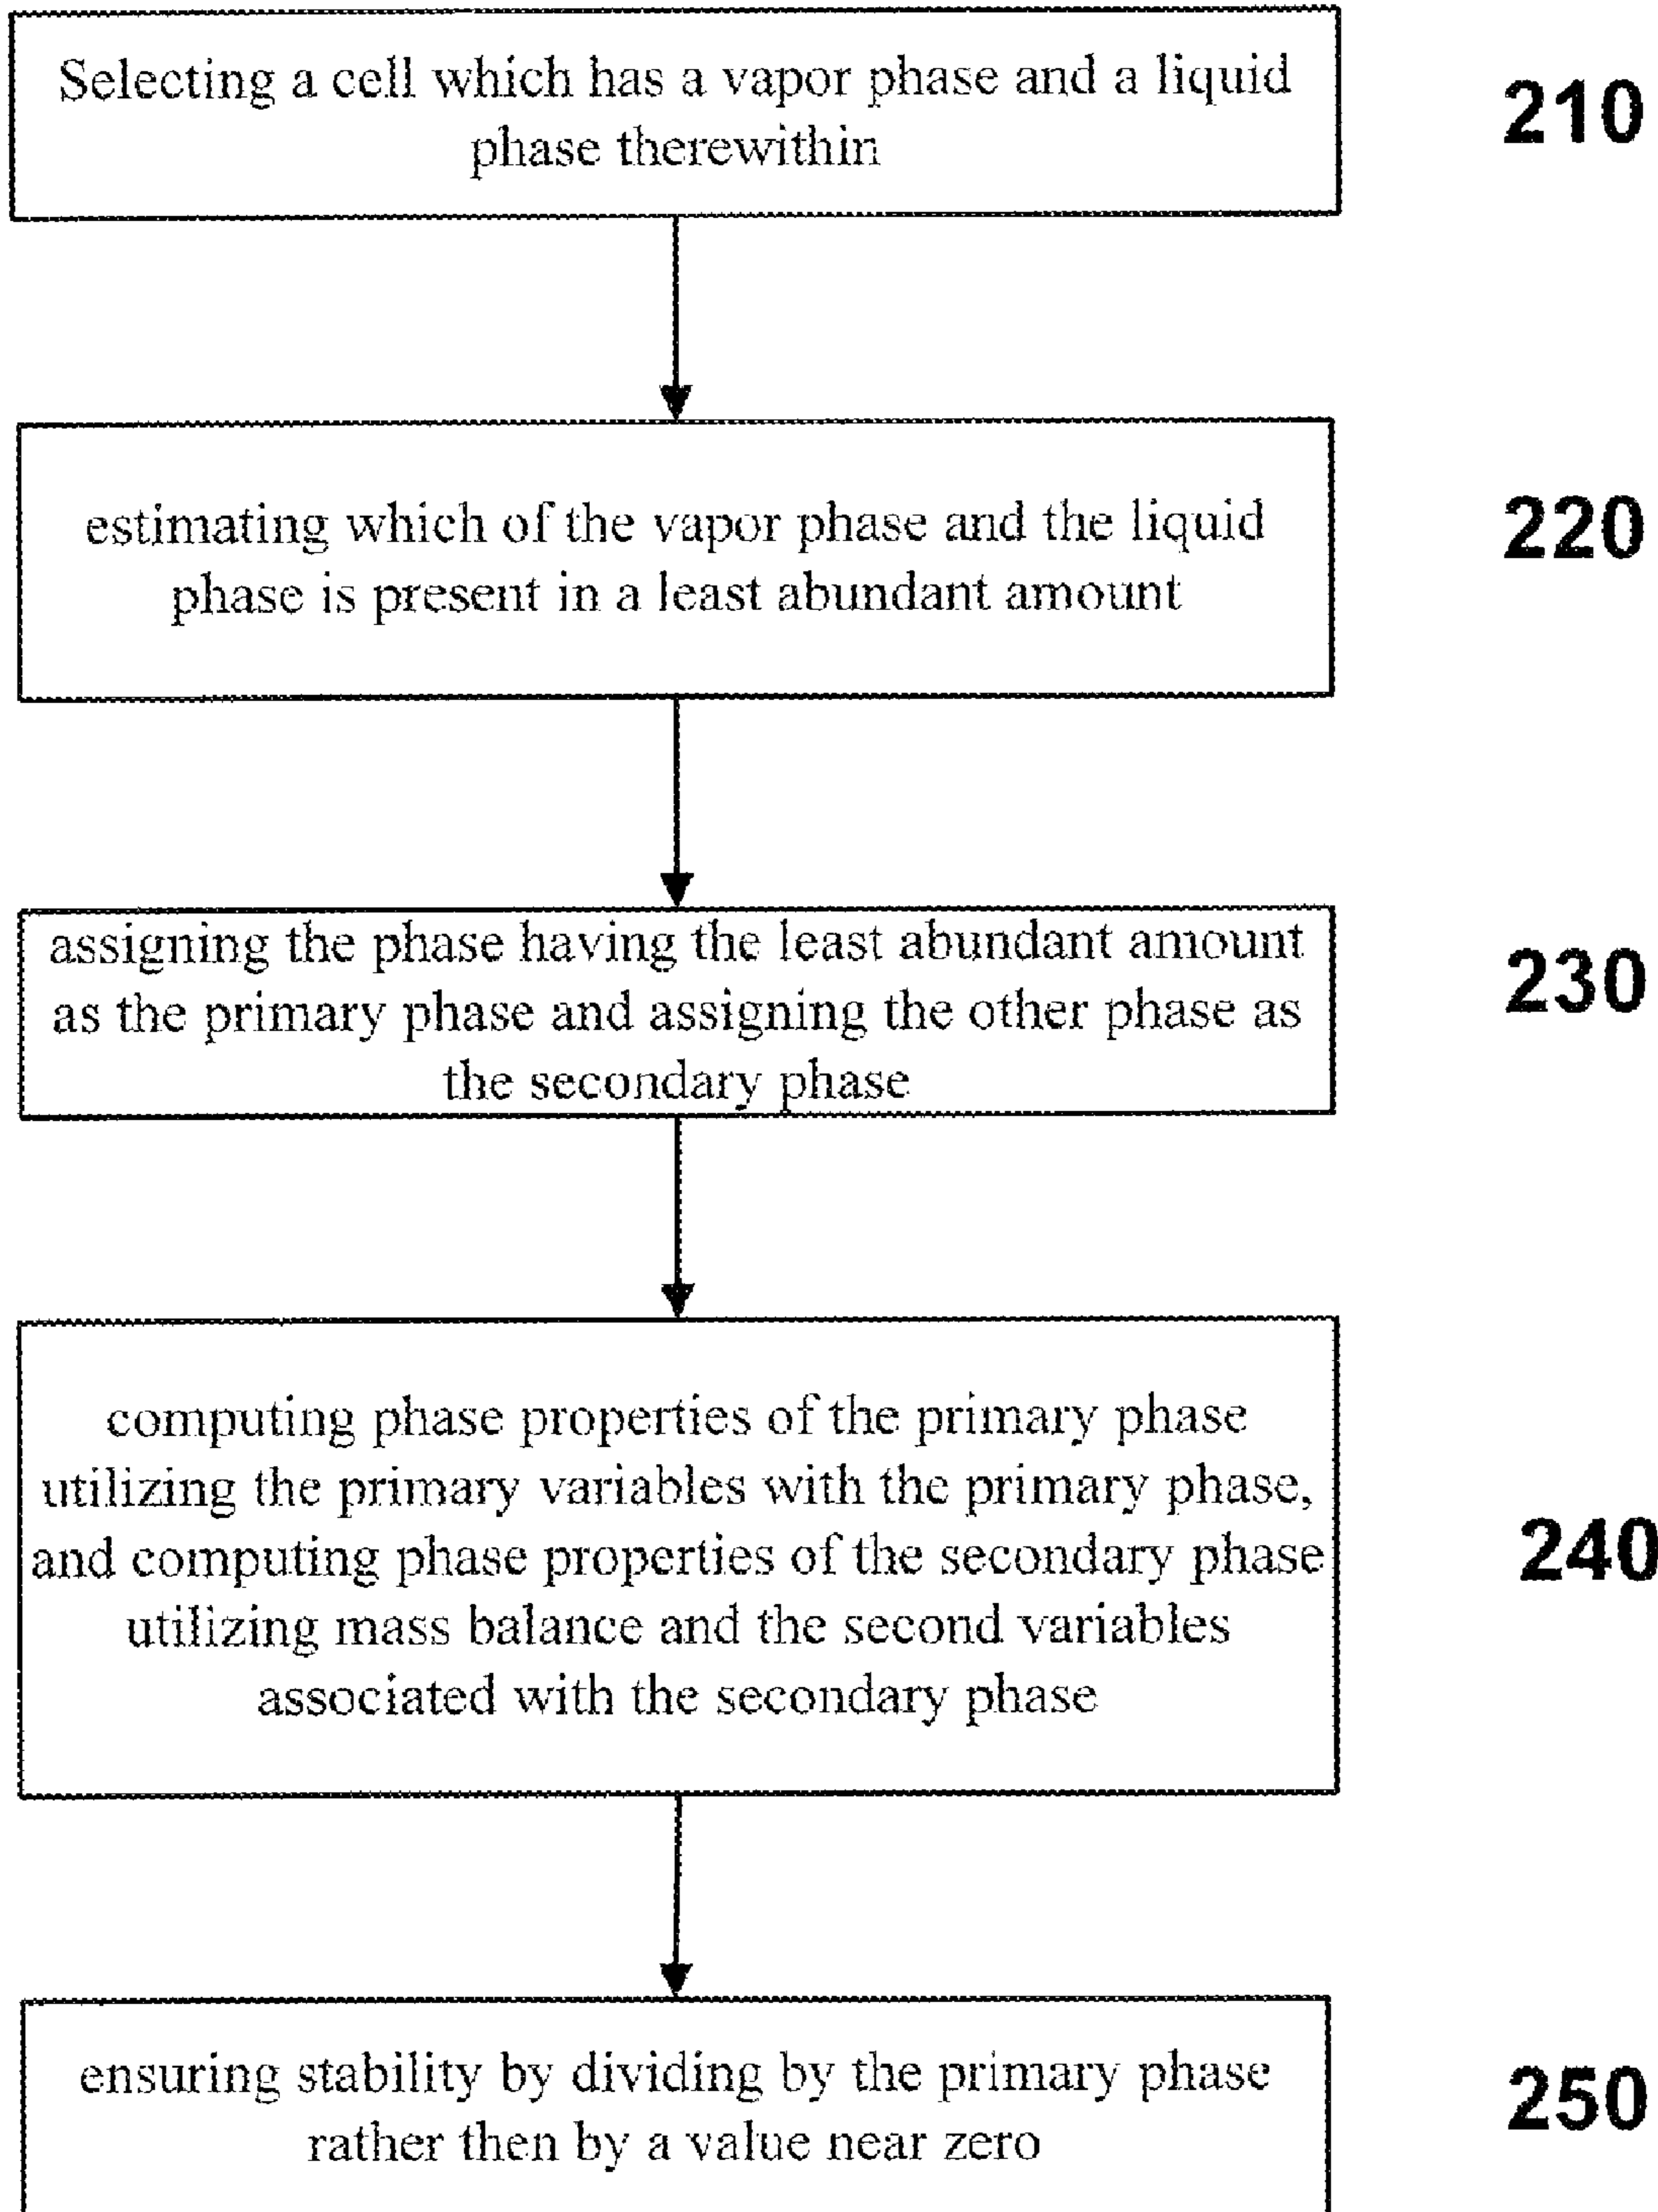 Selecting a cell which has a vapor phase and a liquid
phase therewithin
210
estimating which of the vapor phase and the liquid
phase is present in a least abundant amount
220
assigning the phase having the least abundant amount
as the primary phase and assigning the other phase as
the secondary phase
230
computing phase properties of the primary phase
utilizing the primary variables with the primary phase,
and computing phase properties of the secondary phase
utilizing mass balance and the second variables
associated with the secondary phase
240
ensuring stability by dividing by the primary phase
rather then by a value near zero
250